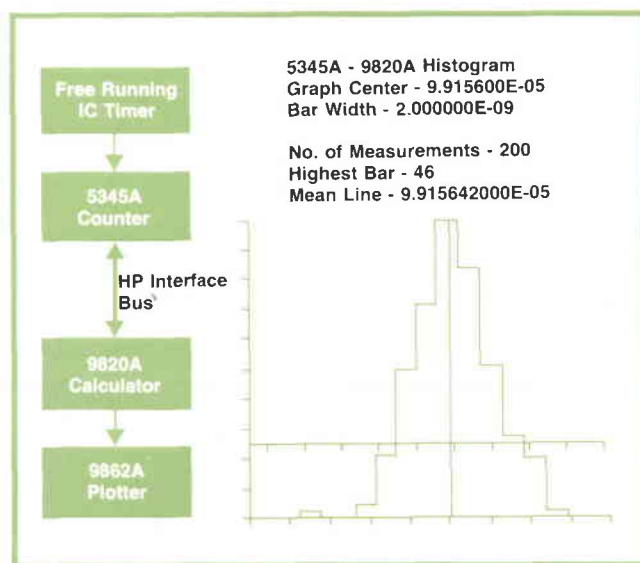 Free Running
IC Timer
5345A
Counter
HP Interface
Bus
9820A
Calculator
9862A
Plotter
5345A - 9820A Histogram
Graph Center - 9.915600E-05
Bar Width - 2.000000E-09
No. of Measurements - 200
Highest Bar - 46
Mean Line - 9.915642000E-05